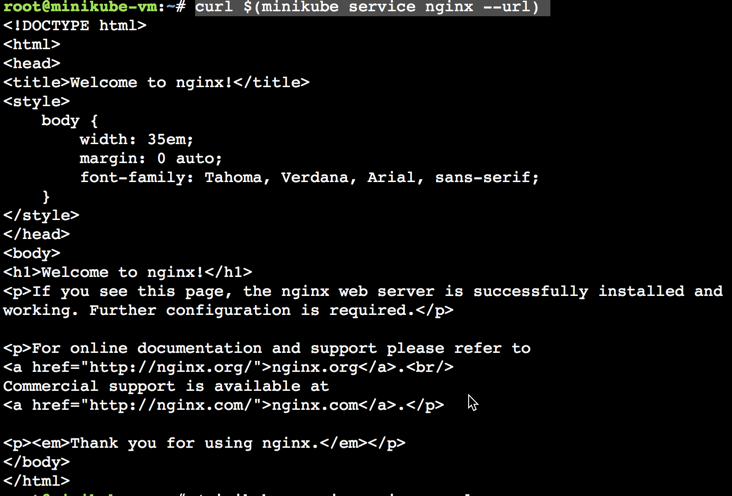 root@minikube-vm:~# curl $(minikube service nginx --url)
<!DOCTYPE html>
<html>
<head>
<title>Welcome to nginx!</title>
<style>
    body {
        width: 35em;
        margin: 0 auto;
        font-family: Tahoma, Verdana, Arial, sans-serif;
    }
</style>
</head>
<body>
<h1>Welcome to nginx!</h1>
<p>If you see this page, the nginx web server is successfully installed and
working. Further configuration is required.</p>

<p>For online documentation and support please refer to
<a href="http://nginx.org/">nginx.org</a>.<br/>
Commercial support is available at
<a href="http://nginx.com/">nginx.com</a>.</p>

<p><em>Thank you for using nginx.</em></p>
</body>
</html>